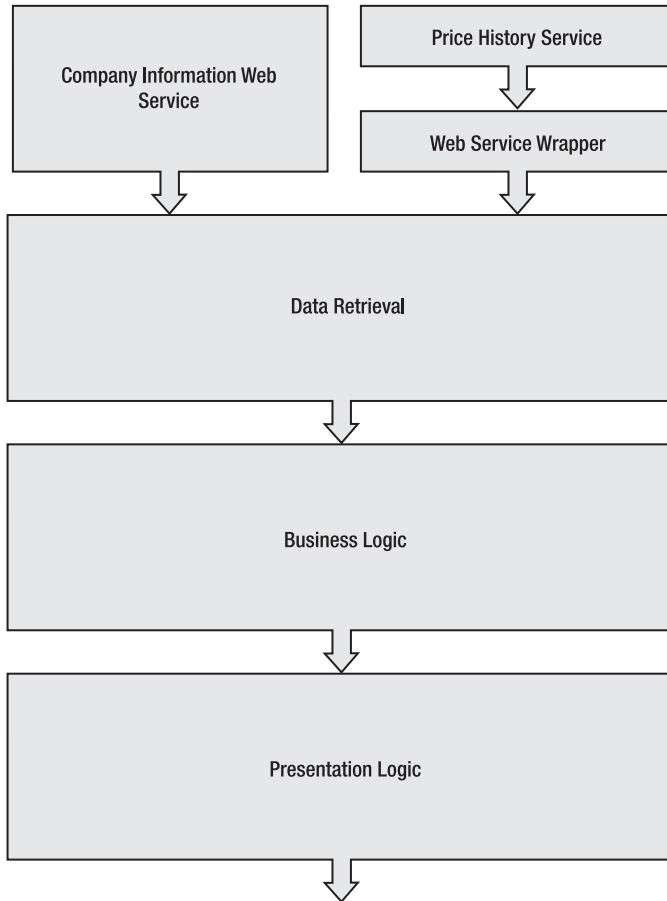 Company Information Web
Service
Price History Service
Web Service Wrapper
Data Retrieval
Business Logic
Presentation Logic